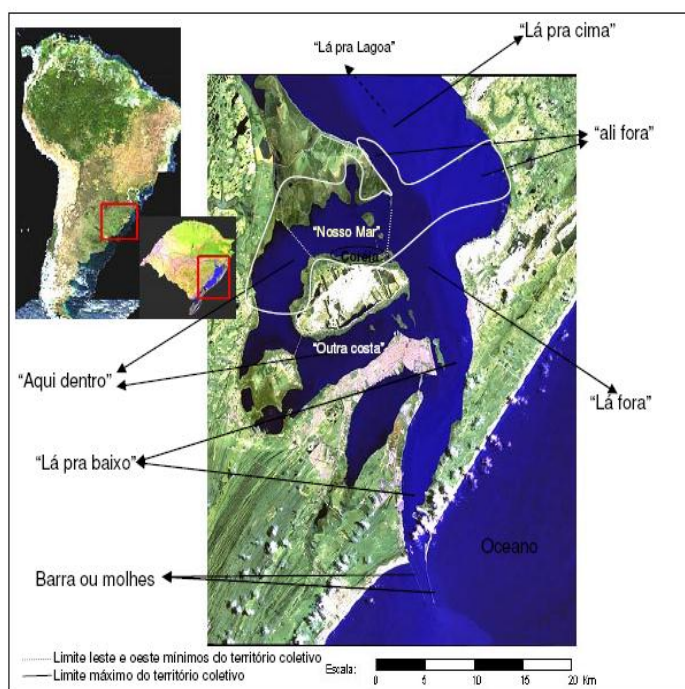 “Lá pra cima”
“Lá pra Lagoa”
“ali fora”
“Nosso Mar”
Coreia
“Outra costa”
“Aqui dentro”
“Lá fora”
“Lá pra baixo”
Oceano
Barra ou molhes
Limite leste e oeste mínimos do território coletivo
Limite máximo do território coletivo
Escala:
0 5 10 15 20
Km